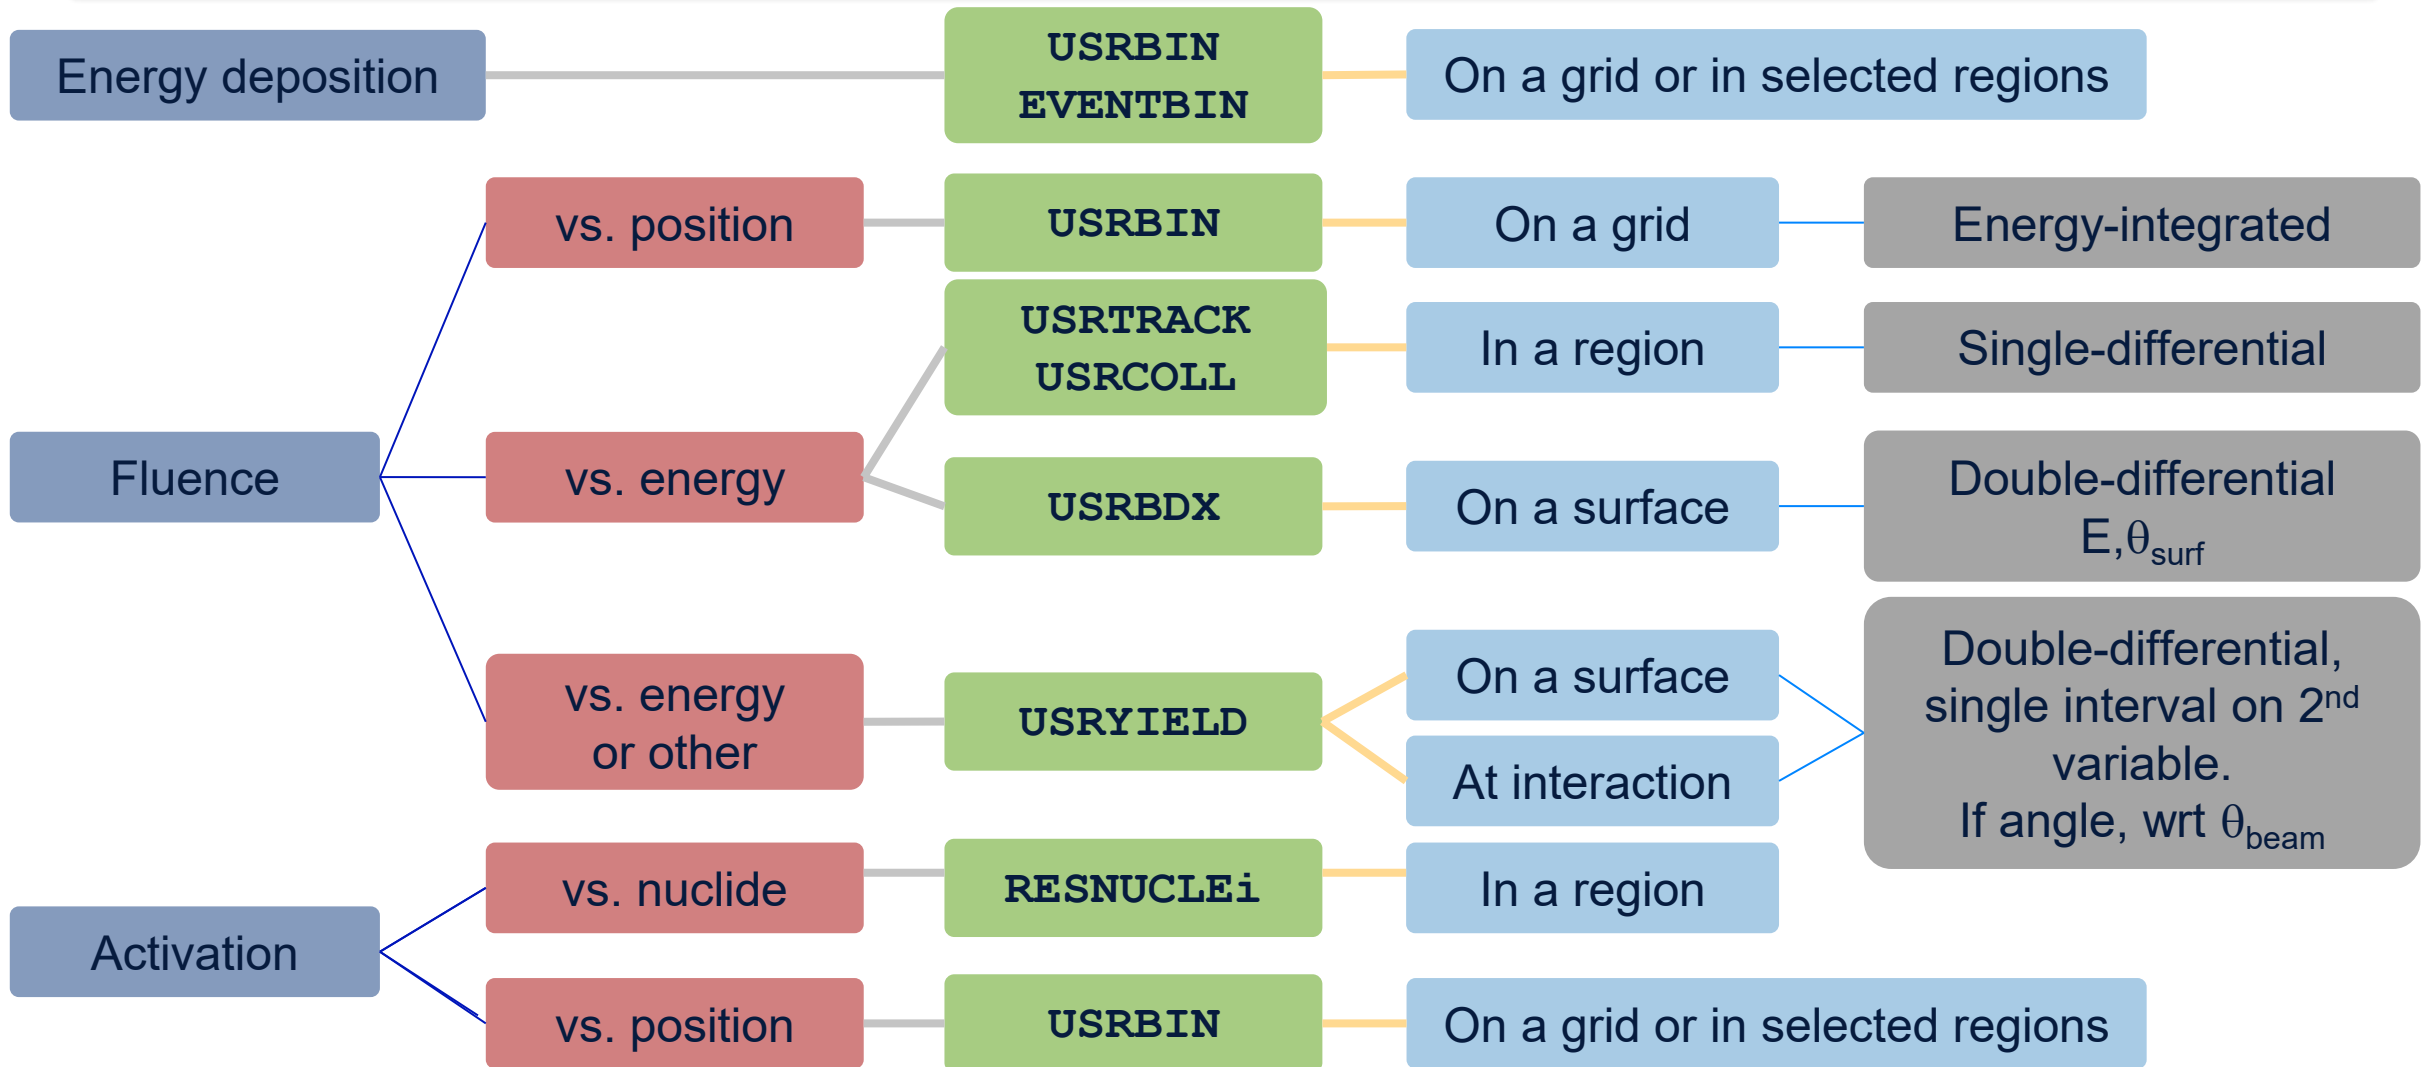 Energy deposition
USRBIN
EVENTBIN
On a grid or in selected regions
vs. position
USRBIN
On a grid
Energy-integrated
USRTRACK
USRCOLL
In a region
Single-differential
Fluence
vs. energy
USRBDX
On a surface
Double-differential
E,θsurf
vs. energy
or other
USRYIELD
On a surface
At interaction
Double-differential,
single interval on 2nd
variable.
If angle, wrt θbeam
Activation
vs. nuclide
RESNUCLEi
In a region
vs. position
USRBIN
On a grid or in selected regions